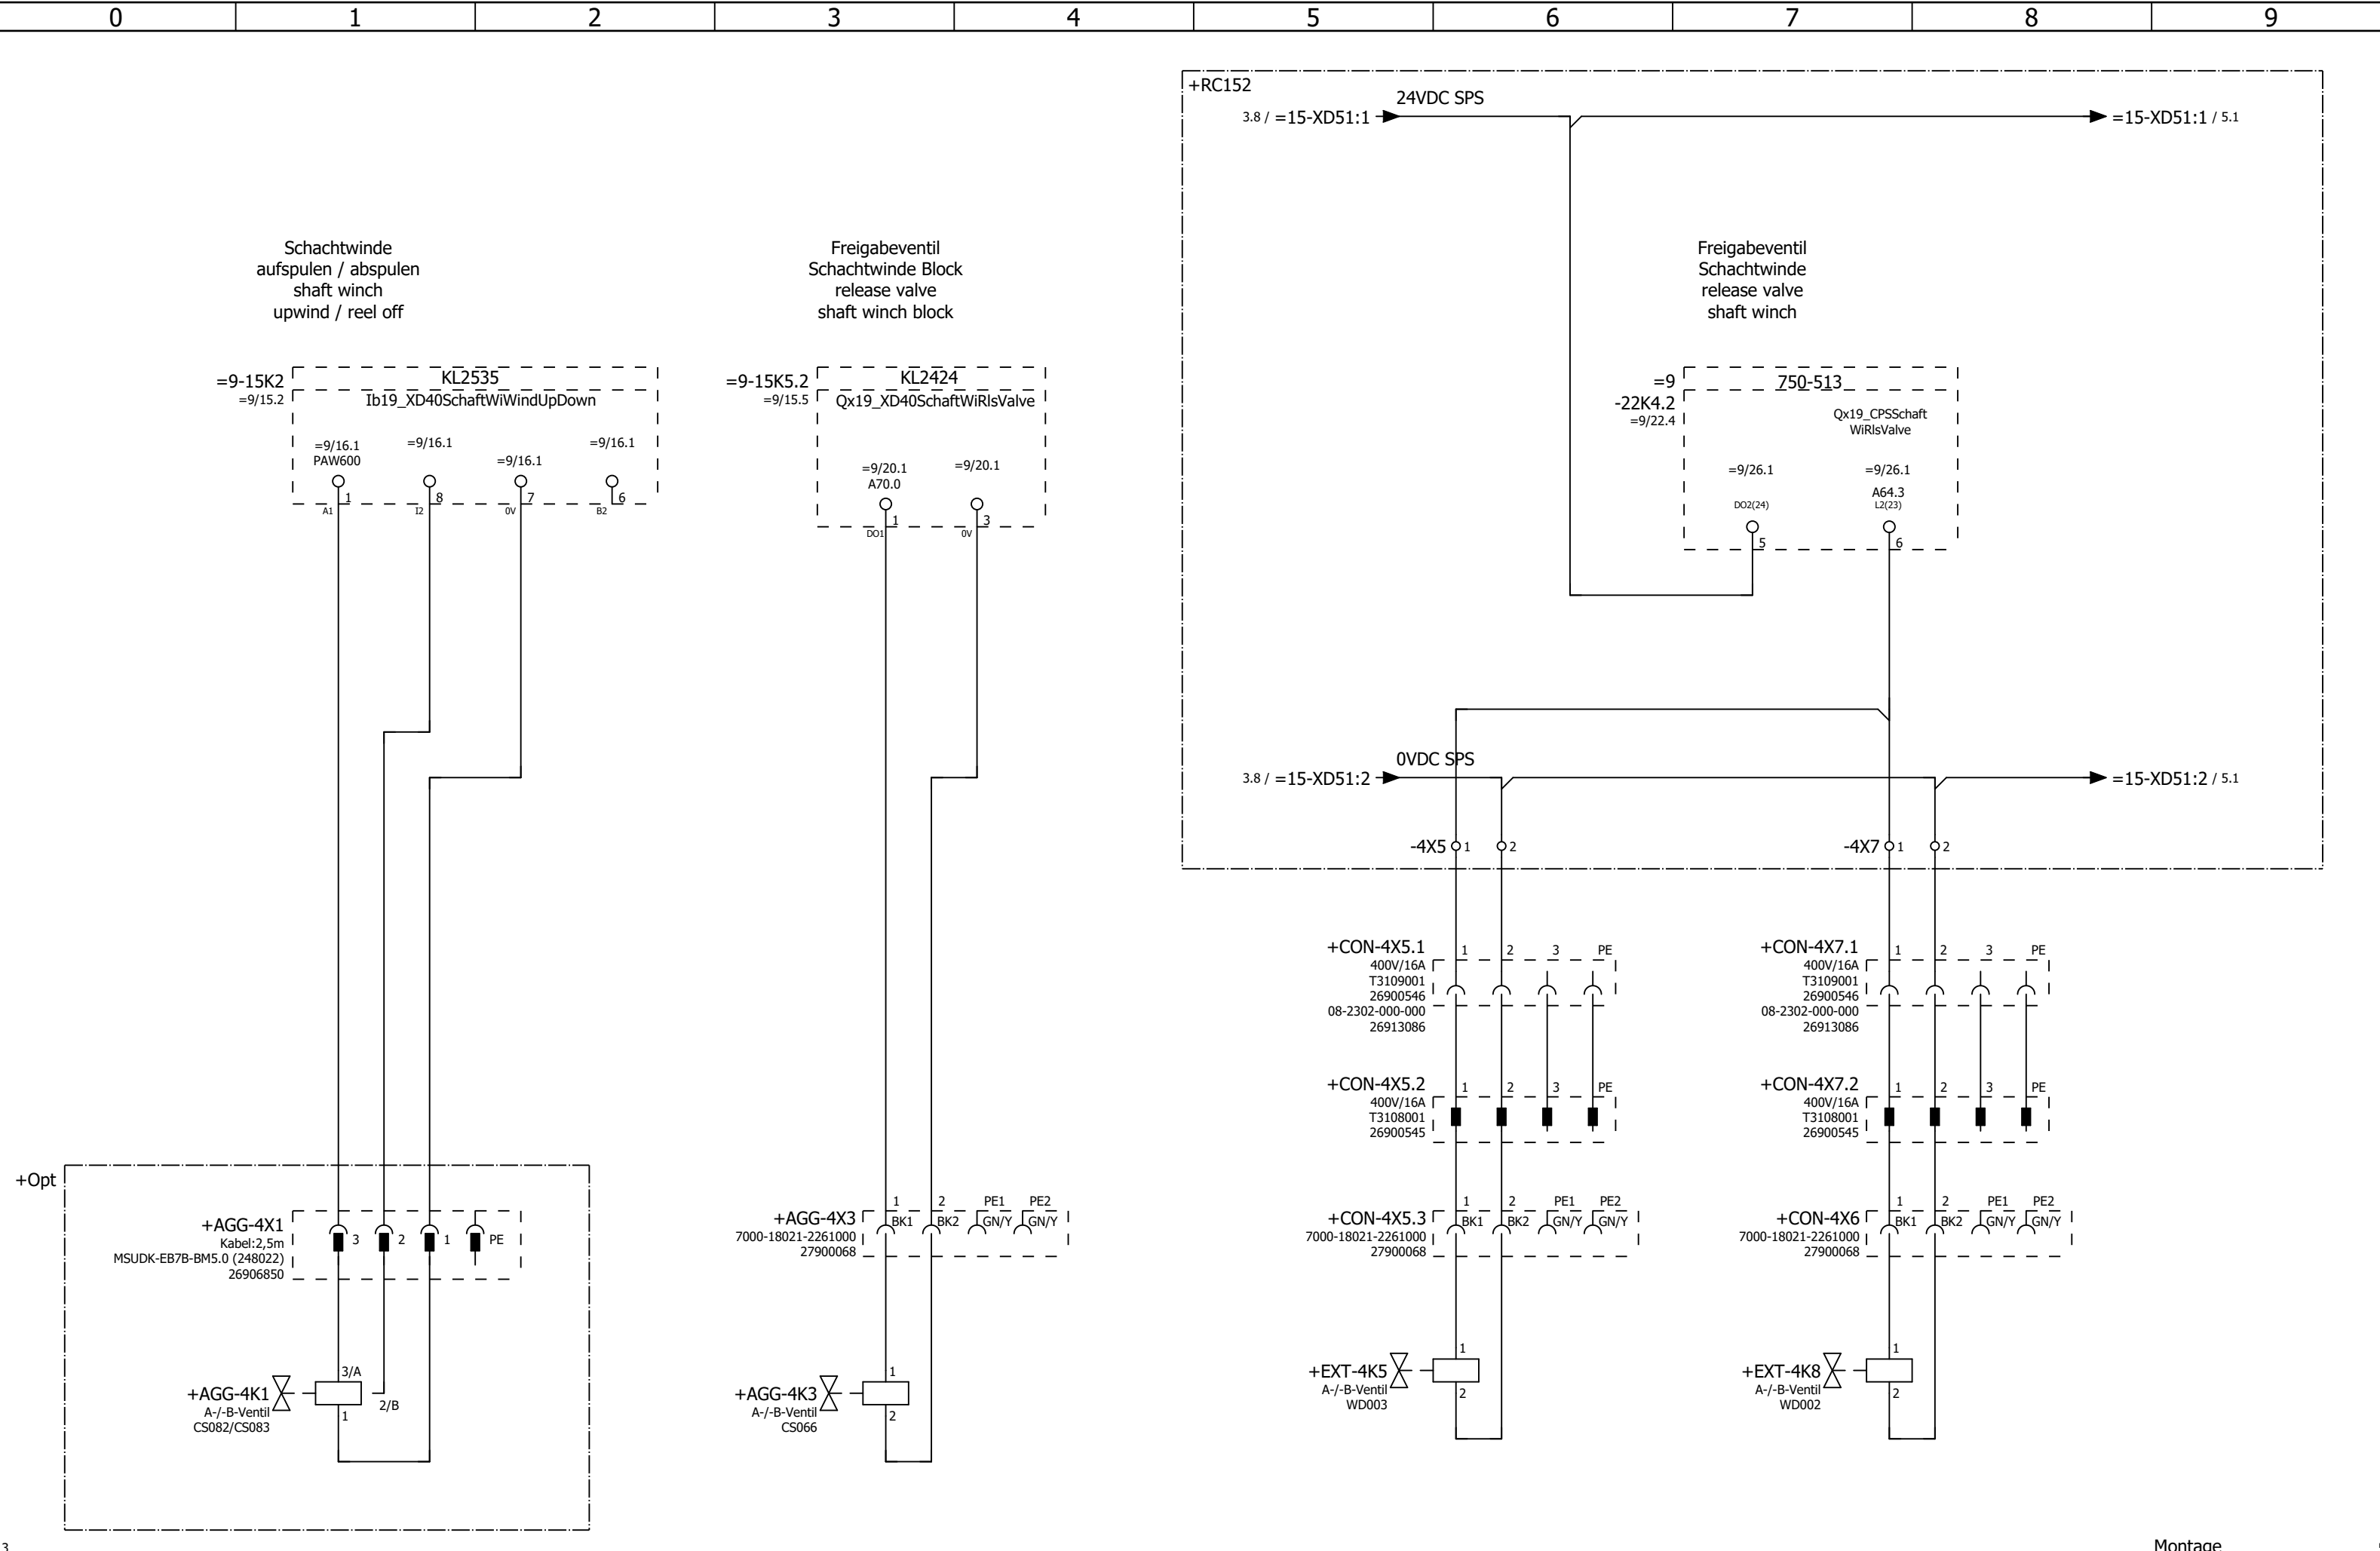 0 1 2 3 4 5 6 7 8 9
+RC152
24VDC SPS
3.8 / =15-XD51:1
=15-XD51:1 / 5.1
Schachtwinde
aufspulen / abspulen
shaft winch
upwind / reel off
Freigabeventil
Schachtwinde Block
release valve
shaft winch block
Freigabeventil
Schachtwinde
release valve
shaft winch
=9-15K2
=9/15.2
KL2535
Ib19_XD40SchaftWiWindUpDown
=9/16.1
PAW600
=9/16.1
=9/16.1
=9/16.1
1 8 7 6
A1 I2 0V B2
=9-15K5.2
=9/15.5
KL2424
Qx19_XD40SchaftWiRlsValve
=9/20.1
A70.0
=9/20.1
1 3
DO1 0V
=9
-22K4.2
=9/22.4
750-513
Qx19_CPSSchaft
WiRlsValve
=9/26.1
DO2(24)
=9/26.1
A64.3
L2(23)
5 6
0VDC SPS
3.8 / =15-XD51:2
=15-XD51:2 / 5.1
-4X5 1 2
-4X7 1 2
+CON-4X5.1
400V/16A
T3109001
26900546
08-2302-000-000
26913086
1 2 3 PE
+CON-4X7.1
400V/16A
T3109001
26900546
08-2302-000-000
26913086
1 2 3 PE
+CON-4X5.2
400V/16A
T3108001
26900545
1 2 3 PE
+CON-4X7.2
400V/16A
T3108001
26900545
1 2 3 PE
+Opt
+AGG-4X1
Kabel:2,5m
MSUDK-EB7B-BM5.0 (248022)
26906850
3 2 1 PE
+AGG-4X3
7000-18021-2261000
27900068
1 2 PE1 PE2
BK1 BK2 GN/Y GN/Y
+CON-4X5.3
7000-18021-2261000
27900068
1 2 PE1 PE2
BK1 BK2 GN/Y GN/Y
+CON-4X6
7000-18021-2261000
27900068
1 2 PE1 PE2
BK1 BK2 GN/Y GN/Y
+AGG-4K1
A-/-B-Ventil
CS082/CS083
3/A
2/B
1
+AGG-4K3
A-/-B-Ventil
CS066
1
2
+EXT-4K5
A-/-B-Ventil
WD003
1
2
+EXT-4K8
A-/-B-Ventil
WD002
1
2
3
Montage